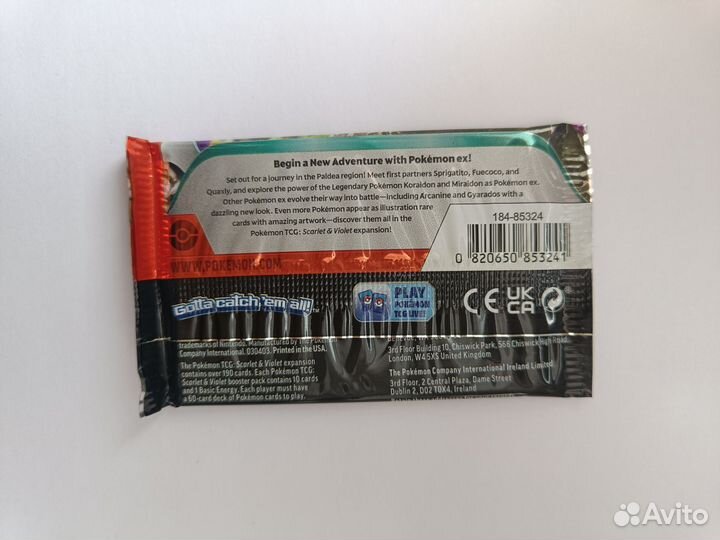 Begin a New Adventure with Pokémon ex!
Set out for a journey in the Paldea region! Meet first partners Sprigatito, Fuecoco, and
Quaxly, and explore the power of the Legendary Pokémon Koraidon and Miraidon as Pokémon ex.
Other Pokémon ex evolve their way into battle—including Arcanine and Gyarados with a
dazzling new look. Even more Pokémon appear as illustration rare
cards with amazing artwork—discover them all in the
Pokémon TCG: Scarlet & Violet expansion!
184-85324
0 820650 853241
WWW.POKEMON.COM
Gotta catch 'em all!™
PLAY
POKÉMON
TCG LIVE!
CE UK
CA
trademarks of Nintendo. Manufactured by The Pokémon
Company International. 030403. Printed in the USA.
The Pokémon TCG: Scarlet & Violet expansion
contains over 190 cards. Each Pokémon TCG:
Scarlet & Violet booster pack contains 10 cards
and 1 Basic Energy. Each player must have
a 60-card deck of Pokémon cards to play.
3rd Floor Building 10, Chiswick Park, 566 Chiswick High Road,
London, W4 5XS United Kingdom
The Pokémon Company International Ireland Limited
3rd Floor, 2 Central Plaza, Dame Street
Dublin 2, D02 T0X4, Ireland
Avito